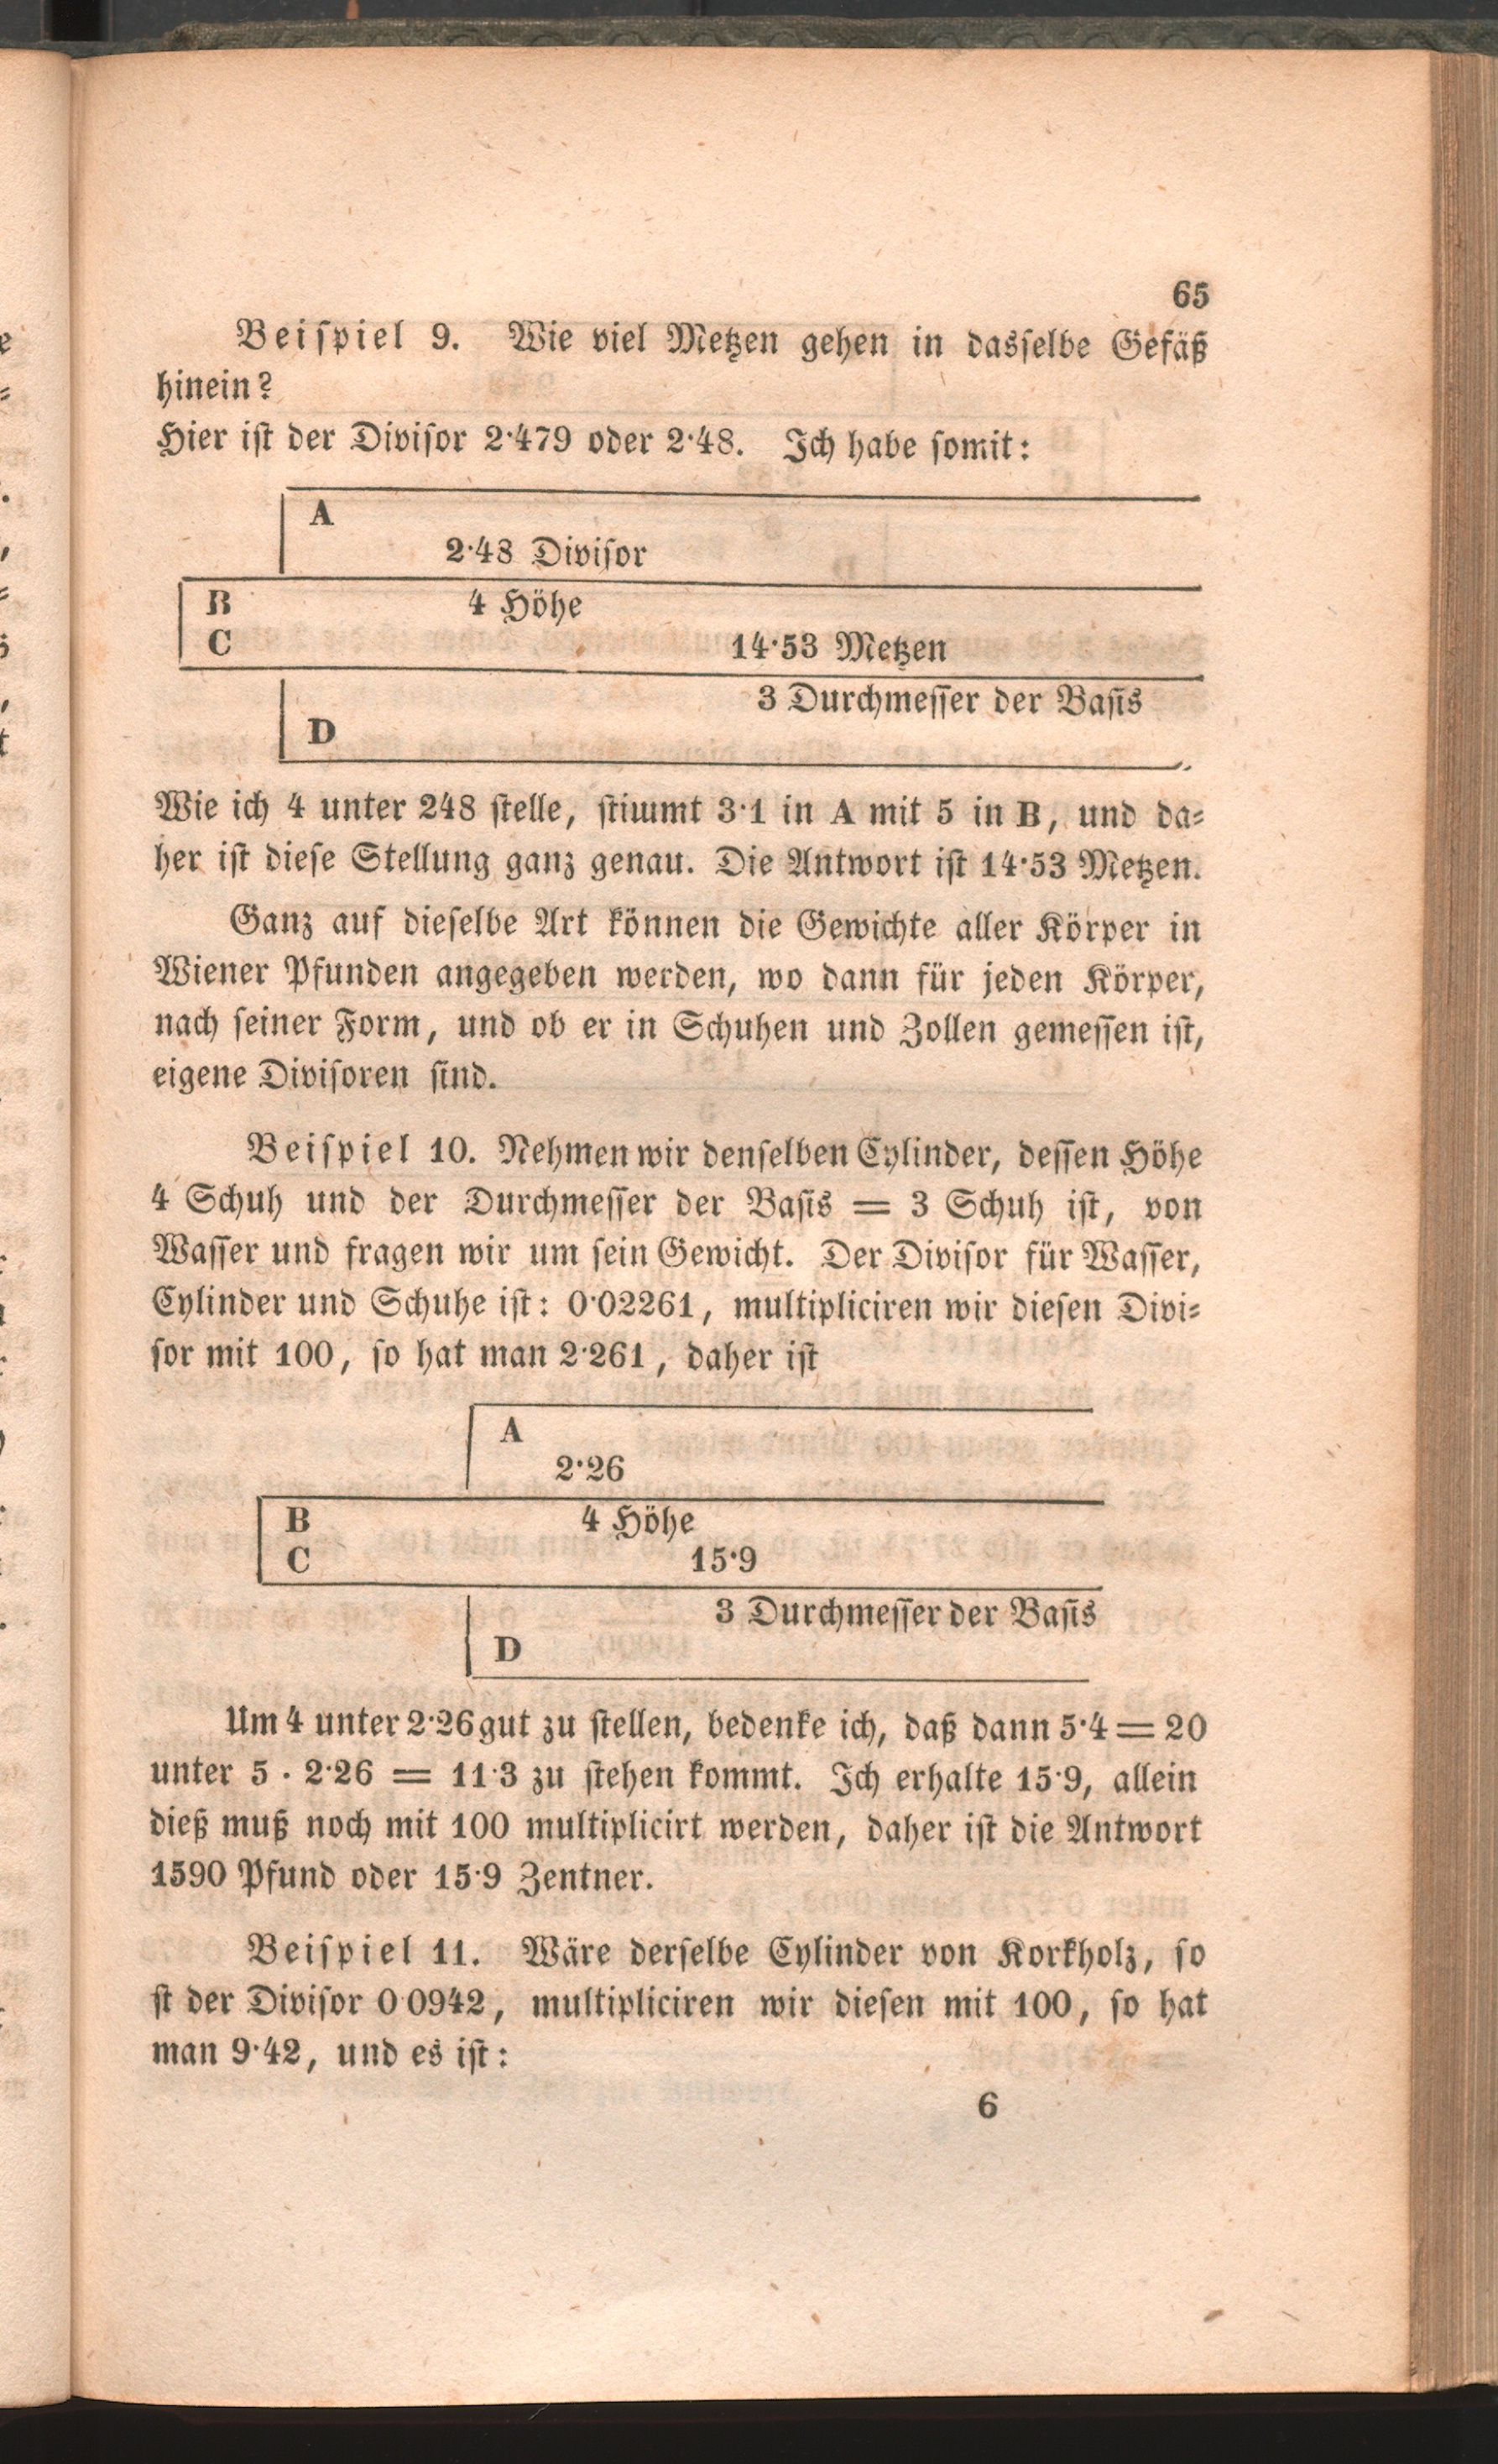 65
Beispiel 9. Wie viel Metzen gehen in dasselbe Gefäß
hinein?
Hier ist der Divisor 2·479 oder 2·48. Ich habe somit:
A
2·48 Divisor
B 4 Höhe
C 14·53 Metzen
3 Durchmesser der Basis
D
Wie ich 4 unter 248 stelle, stimmt 3·1 in A mit 5 in B, und da-
her ist diese Stellung ganz genau. Die Antwort ist 14·53 Metzen.
Ganz auf dieselbe Art können die Gewichte aller Körper in
Wiener Pfunden angegeben werden, wo dann für jeden Körper,
nach seiner Form, und ob er in Schuhen und Zollen gemessen ist,
eigene Divisoren sind.
Beispiel 10. Nehmen wir denselben Cylinder, dessen Höhe
4 Schuh und der Durchmesser der Basis = 3 Schuh ist, von
Wasser und fragen wir um sein Gewicht. Der Divisor für Wasser,
Cylinder und Schuhe ist: 0·02261, multipliciren wir diesen Divi-
sor mit 100, so hat man 2·261, daher ist
A
2·26
B 4 Höhe
C 15·9
3 Durchmesser der Basis
D
Um 4 unter 2·26 gut zu stellen, bedenke ich, daß dann 5·4 = 20
unter 5 · 2·26 = 11·3 zu stehen kommt. Ich erhalte 15·9, allein
dieß muß noch mit 100 multiplicirt werden, daher ist die Antwort
1590 Pfund oder 15·9 Zentner.
Beispiel 11. Wäre derselbe Cylinder von Korkholz, so
st der Divisor 0 0942, multipliciren wir diesen mit 100, so hat
man 9·42, und es ist:
6